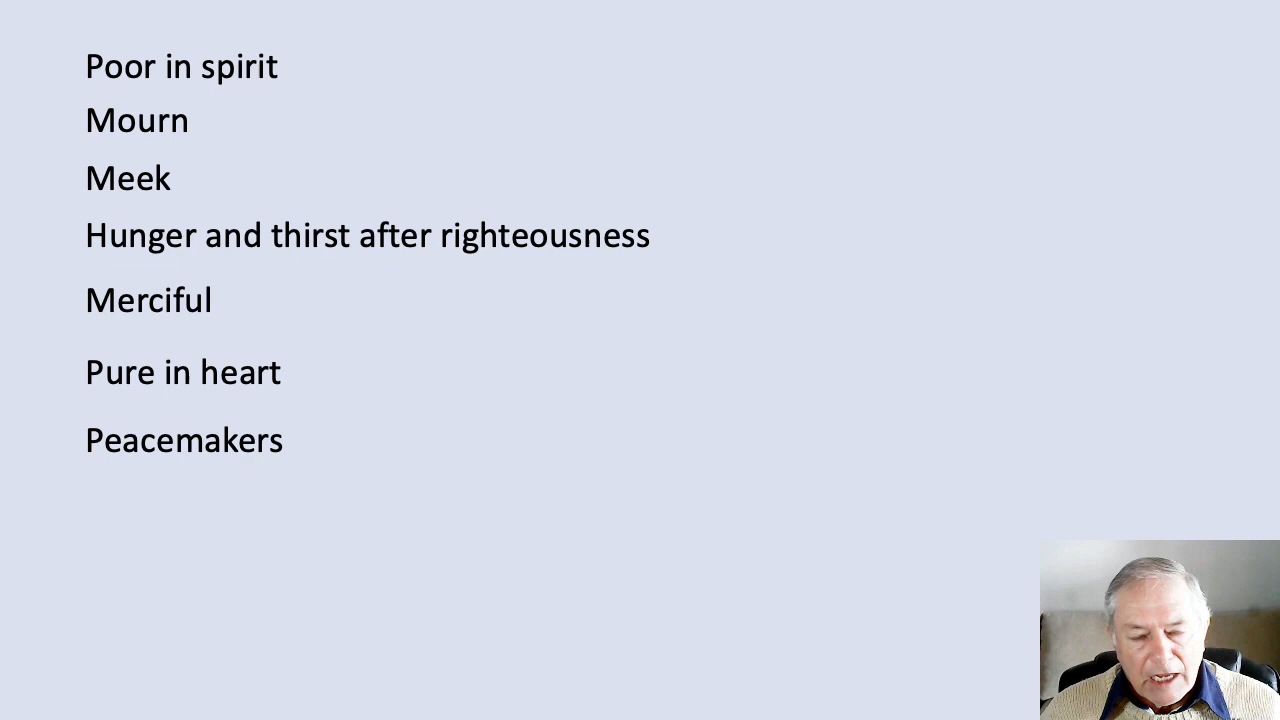 Poor in spirit
Mourn
Meek
Hunger and thirst after righteousness
Merciful
Pure in heart
Peacemakers